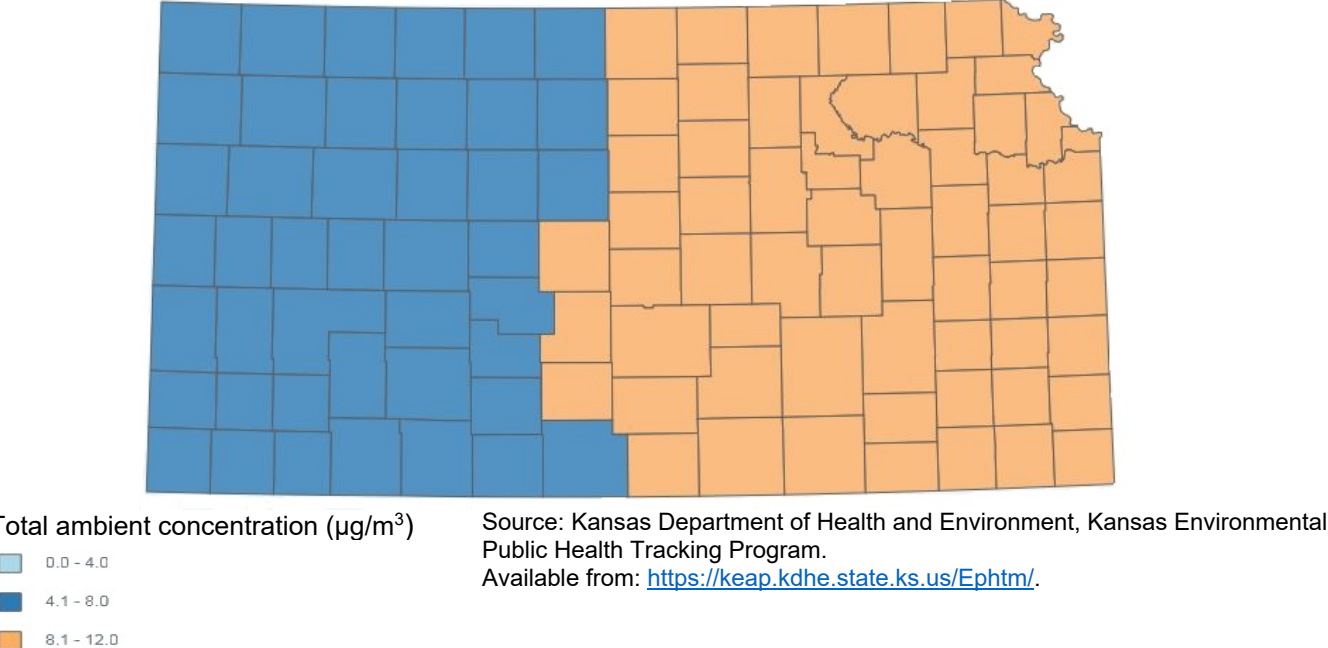 Total ambient concentration (µg/m3)
0.0 - 4.0
4.1 - 8.0
8.1 - 12.0
Source: Kansas Department of Health and Environment, Kansas Environmental
Public Health Tracking Program.
Available from: https://keap.kdhe.state.ks.us/Ephtm/.